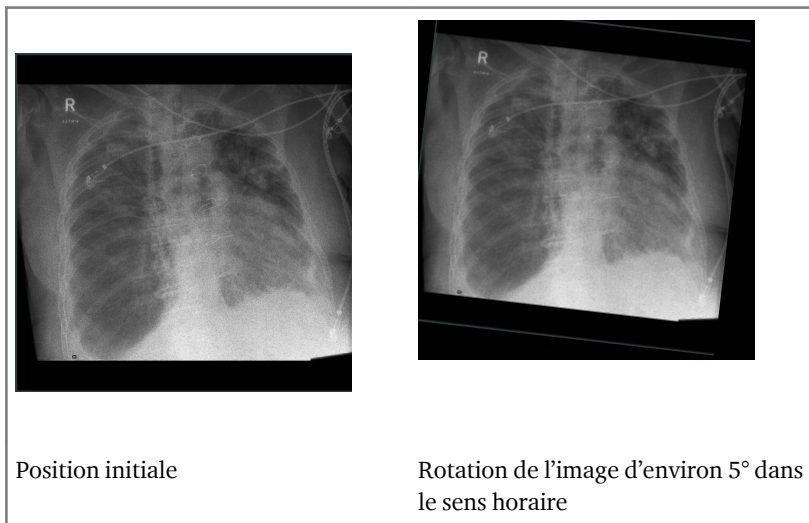 R
R
Position initiale
Rotation de l'image d'environ 5° dans
le sens horaire